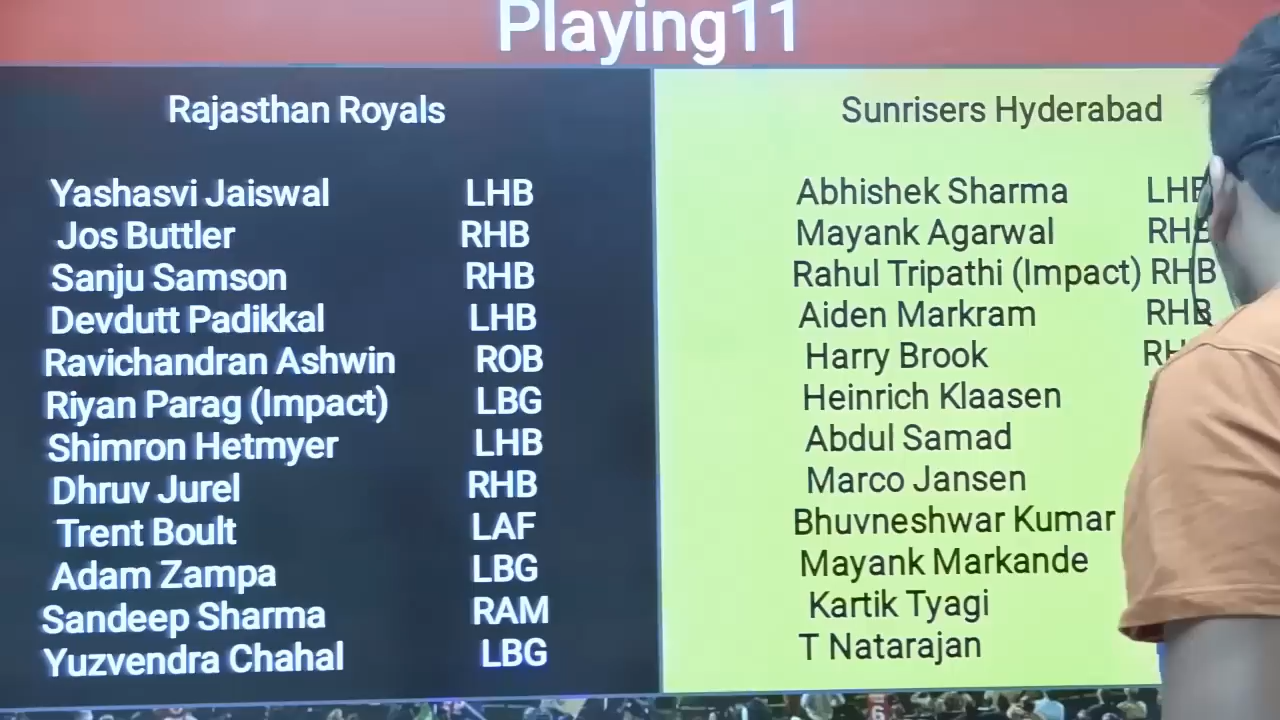 Playing11
Rajasthan Royals
Yashasvi Jaiswal LHB
Jos Buttler RHB
Sanju Samson RHB
Devdutt Padikkal LHB
Ravichandran Ashwin ROB
Riyan Parag (Impact) LBG
Shimron Hetmyer LHB
Dhruv Jurel RHB
Trent Boult LAF
Adam Zampa LBG
Sandeep Sharma RAM
Yuzvendra Chahal LBG
Sunrisers Hyderabad
Abhishek Sharma LHB
Mayank Agarwal RHB
Rahul Tripathi (Impact) RHB
Aiden Markram RHB
Harry Brook RH
Heinrich Klaasen
Abdul Samad
Marco Jansen
Bhuvneshwar Kumar
Mayank Markande
Kartik Tyagi
T Natarajan